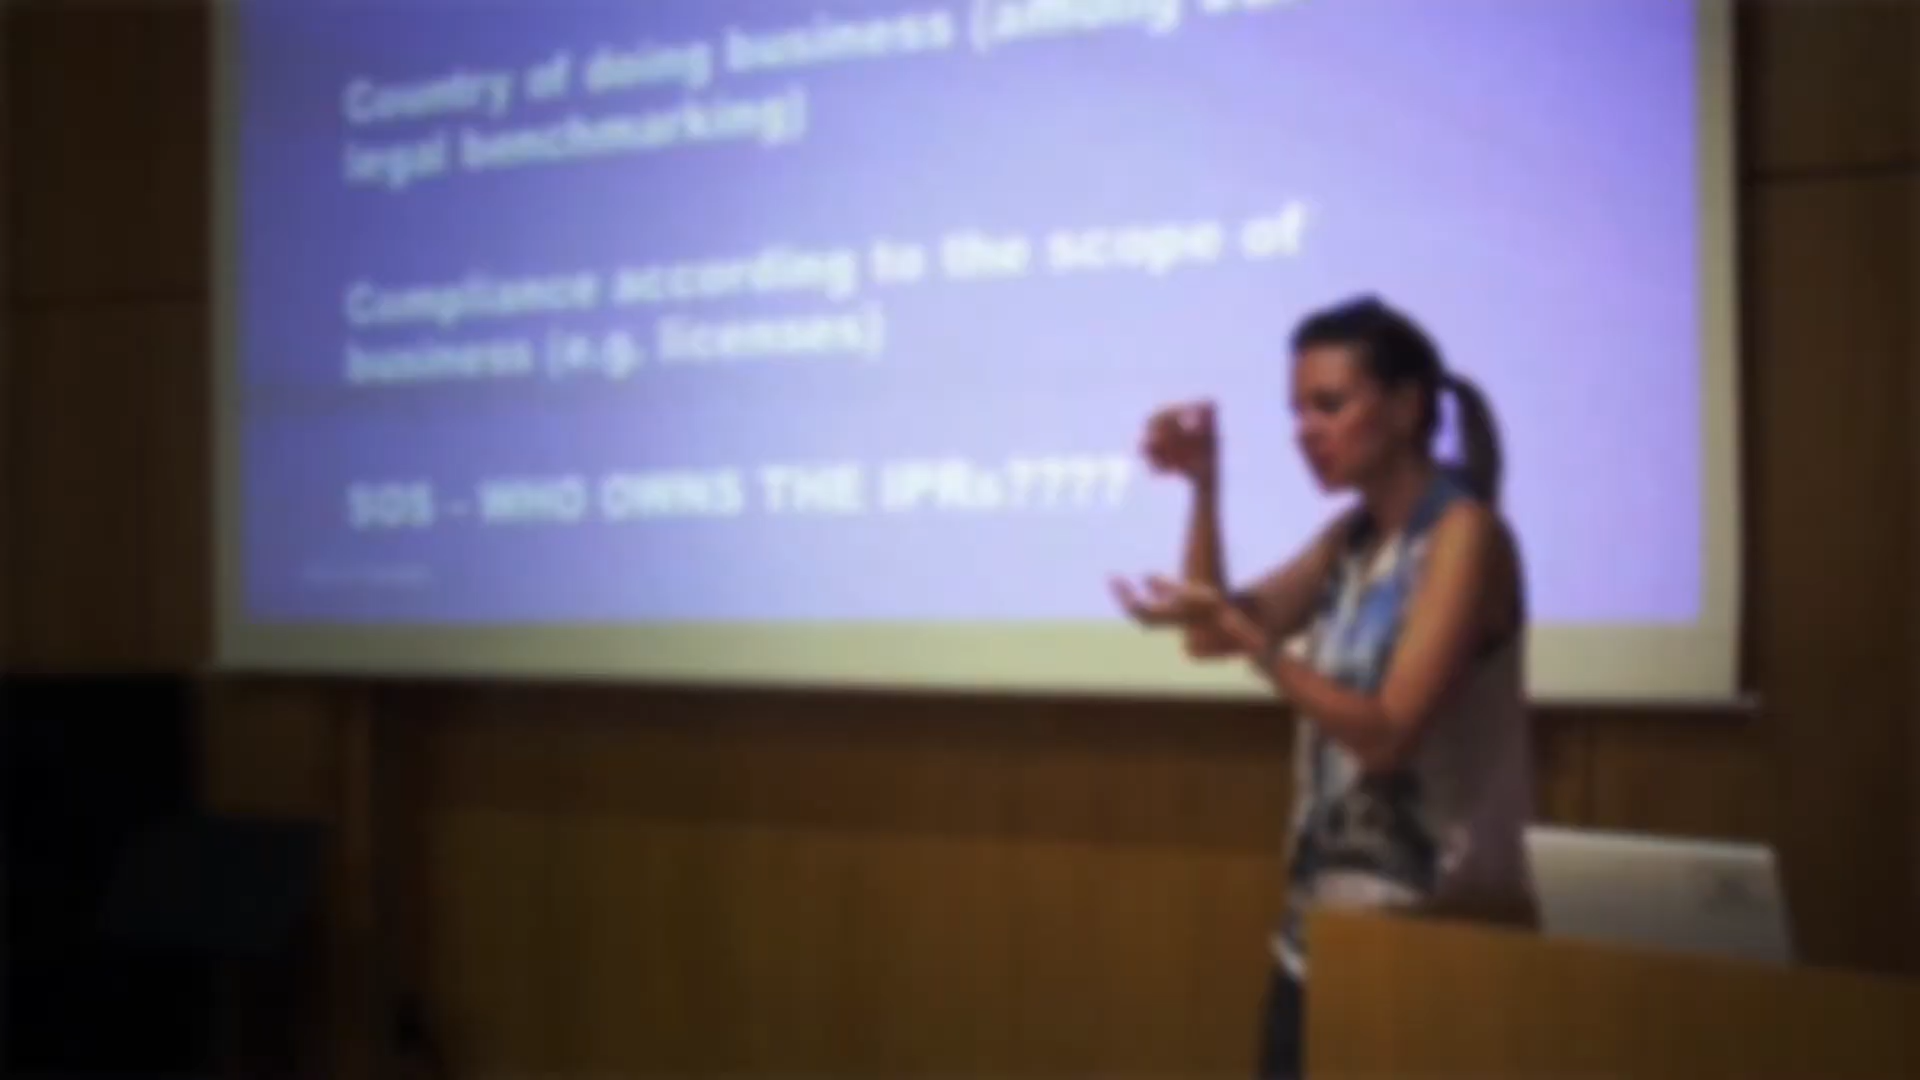 Country of doing business (among
legal benchmarking)
Compliance according to the scope of
business (e.g. licenses)
SOS - WHO OWNS THE IPRs????